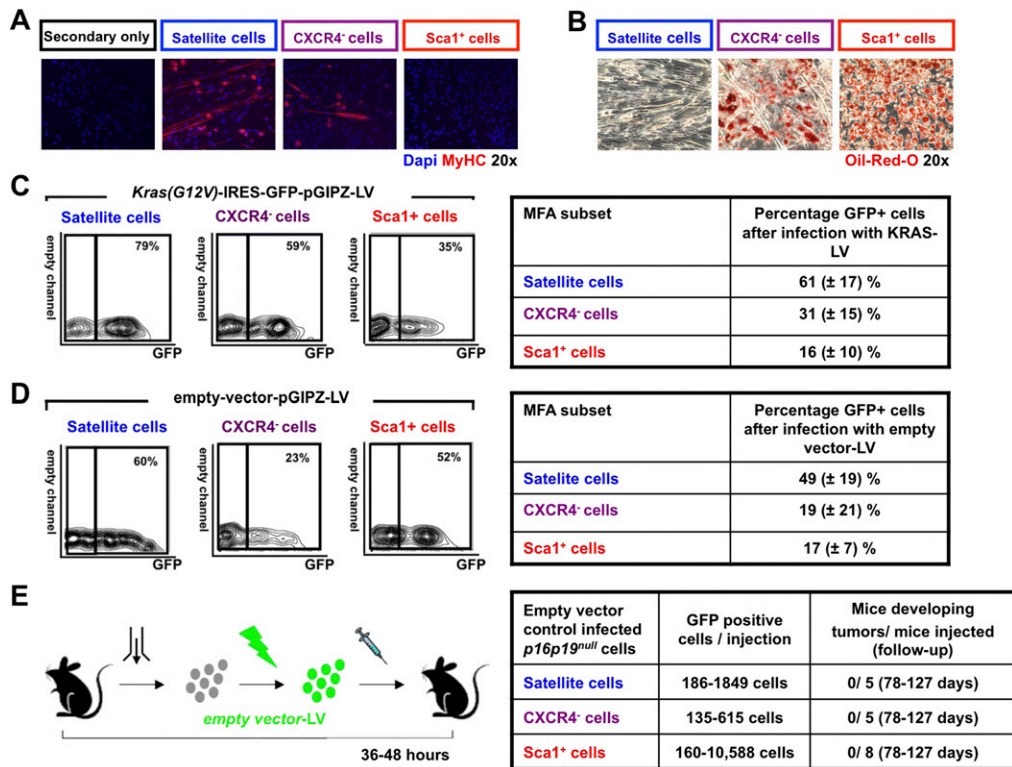 A
Secondary only
Satellite cells
CXCR4- cells
Sca1+ cells
Dapi MyHC 20x
B
Satellite cells
CXCR4- cells
Sca1+ cells
Oil-Red-O 20x
C
Kras(G12V)-IRES-GFP-pGIPZ-LV
Satellite cells
CXCR4- cells
Sca1+ cells
empty channel
79%
GFP
empty channel
59%
GFP
empty channel
35%
GFP
MFA subset
Percentage GFP+ cells
after infection with KRAS-
LV
Satellite cells
61 (± 17) %
CXCR4- cells
31 (± 15) %
Sca1+ cells
16 (± 10) %
D
empty-vector-pGIPZ-LV
Satellite cells
CXCR4- cells
Sca1+ cells
empty channel
60%
GFP
empty channel
23%
GFP
empty channel
52%
GFP
MFA subset
Percentage GFP+ cells
after infection with empty
vector-LV
Satelite cells
49 (± 19) %
CXCR4- cells
19 (± 21) %
Sca1+ cells
17 (± 7) %
E
empty vector-LV
36-48 hours
Empty vector
control infected
p16p19null cells
GFP positive
cells / injection
Mice developing
tumors/ mice injected
(follow-up)
Satellite cells
186-1849 cells
0/ 5 (78-127 days)
CXCR4- cells
135-615 cells
0/ 5 (78-127 days)
Sca1+ cells
160-10,588 cells
0/ 8 (78-127 days)